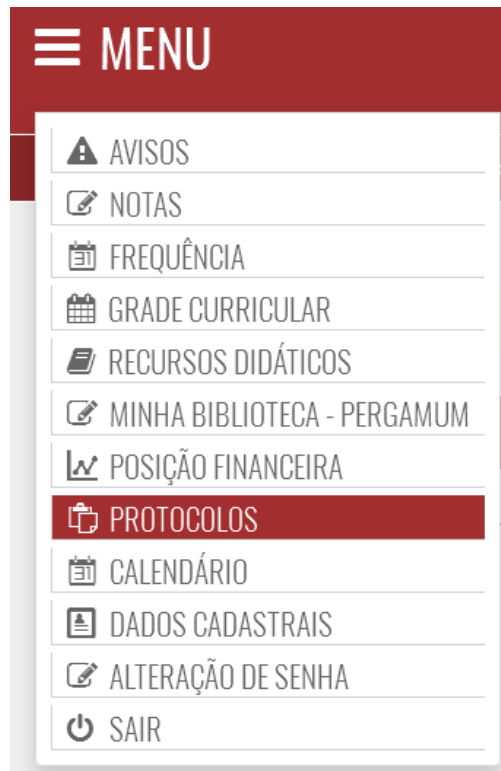 MENU
AVISOS
NOTAS
FREQUÊNCIA
GRADE CURRICULAR
RECURSOS DIDÁTICOS
MINHA BIBLIOTECA - PERGAMUM
POSIÇÃO FINANCEIRA
PROTOCOLOS
CALENDÁRIO
DADOS CADASTRAIS
ALTERAÇÃO DE SENHA
SAIR